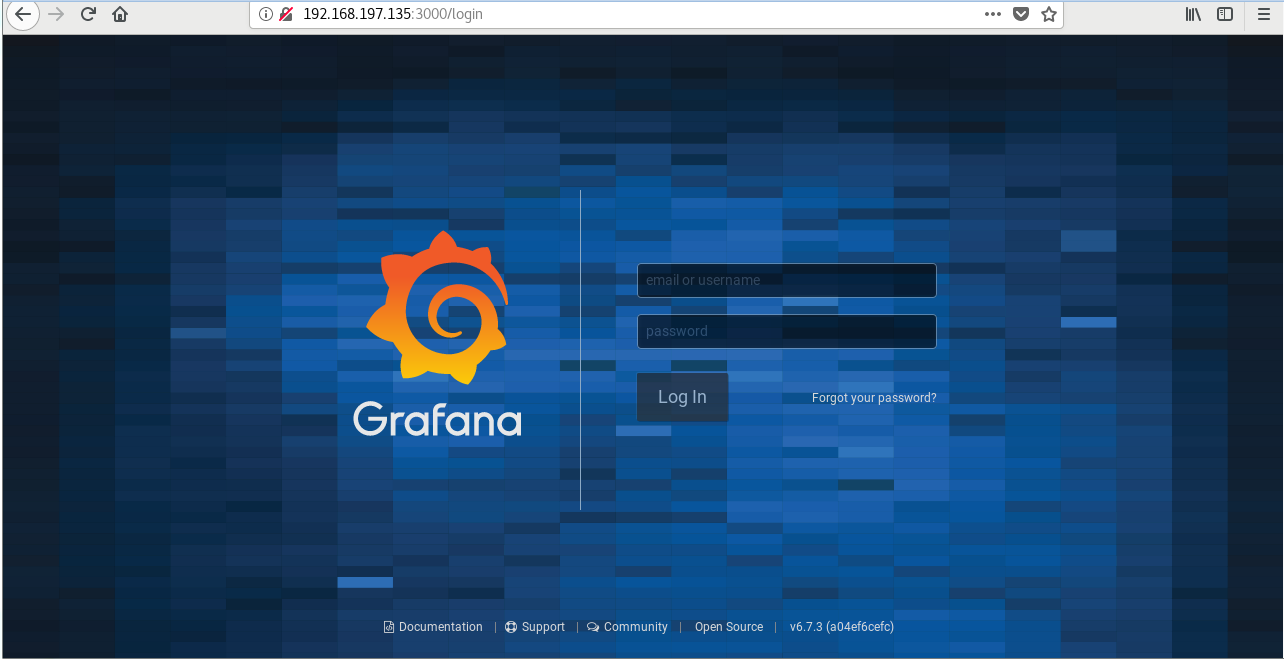 192.168.197.135:3000/login
email or username
password
Log In
Forgot your password?
Grafana
Documentation | Support | Community | Open Source | v6.7.3 (a04ef6cefc)